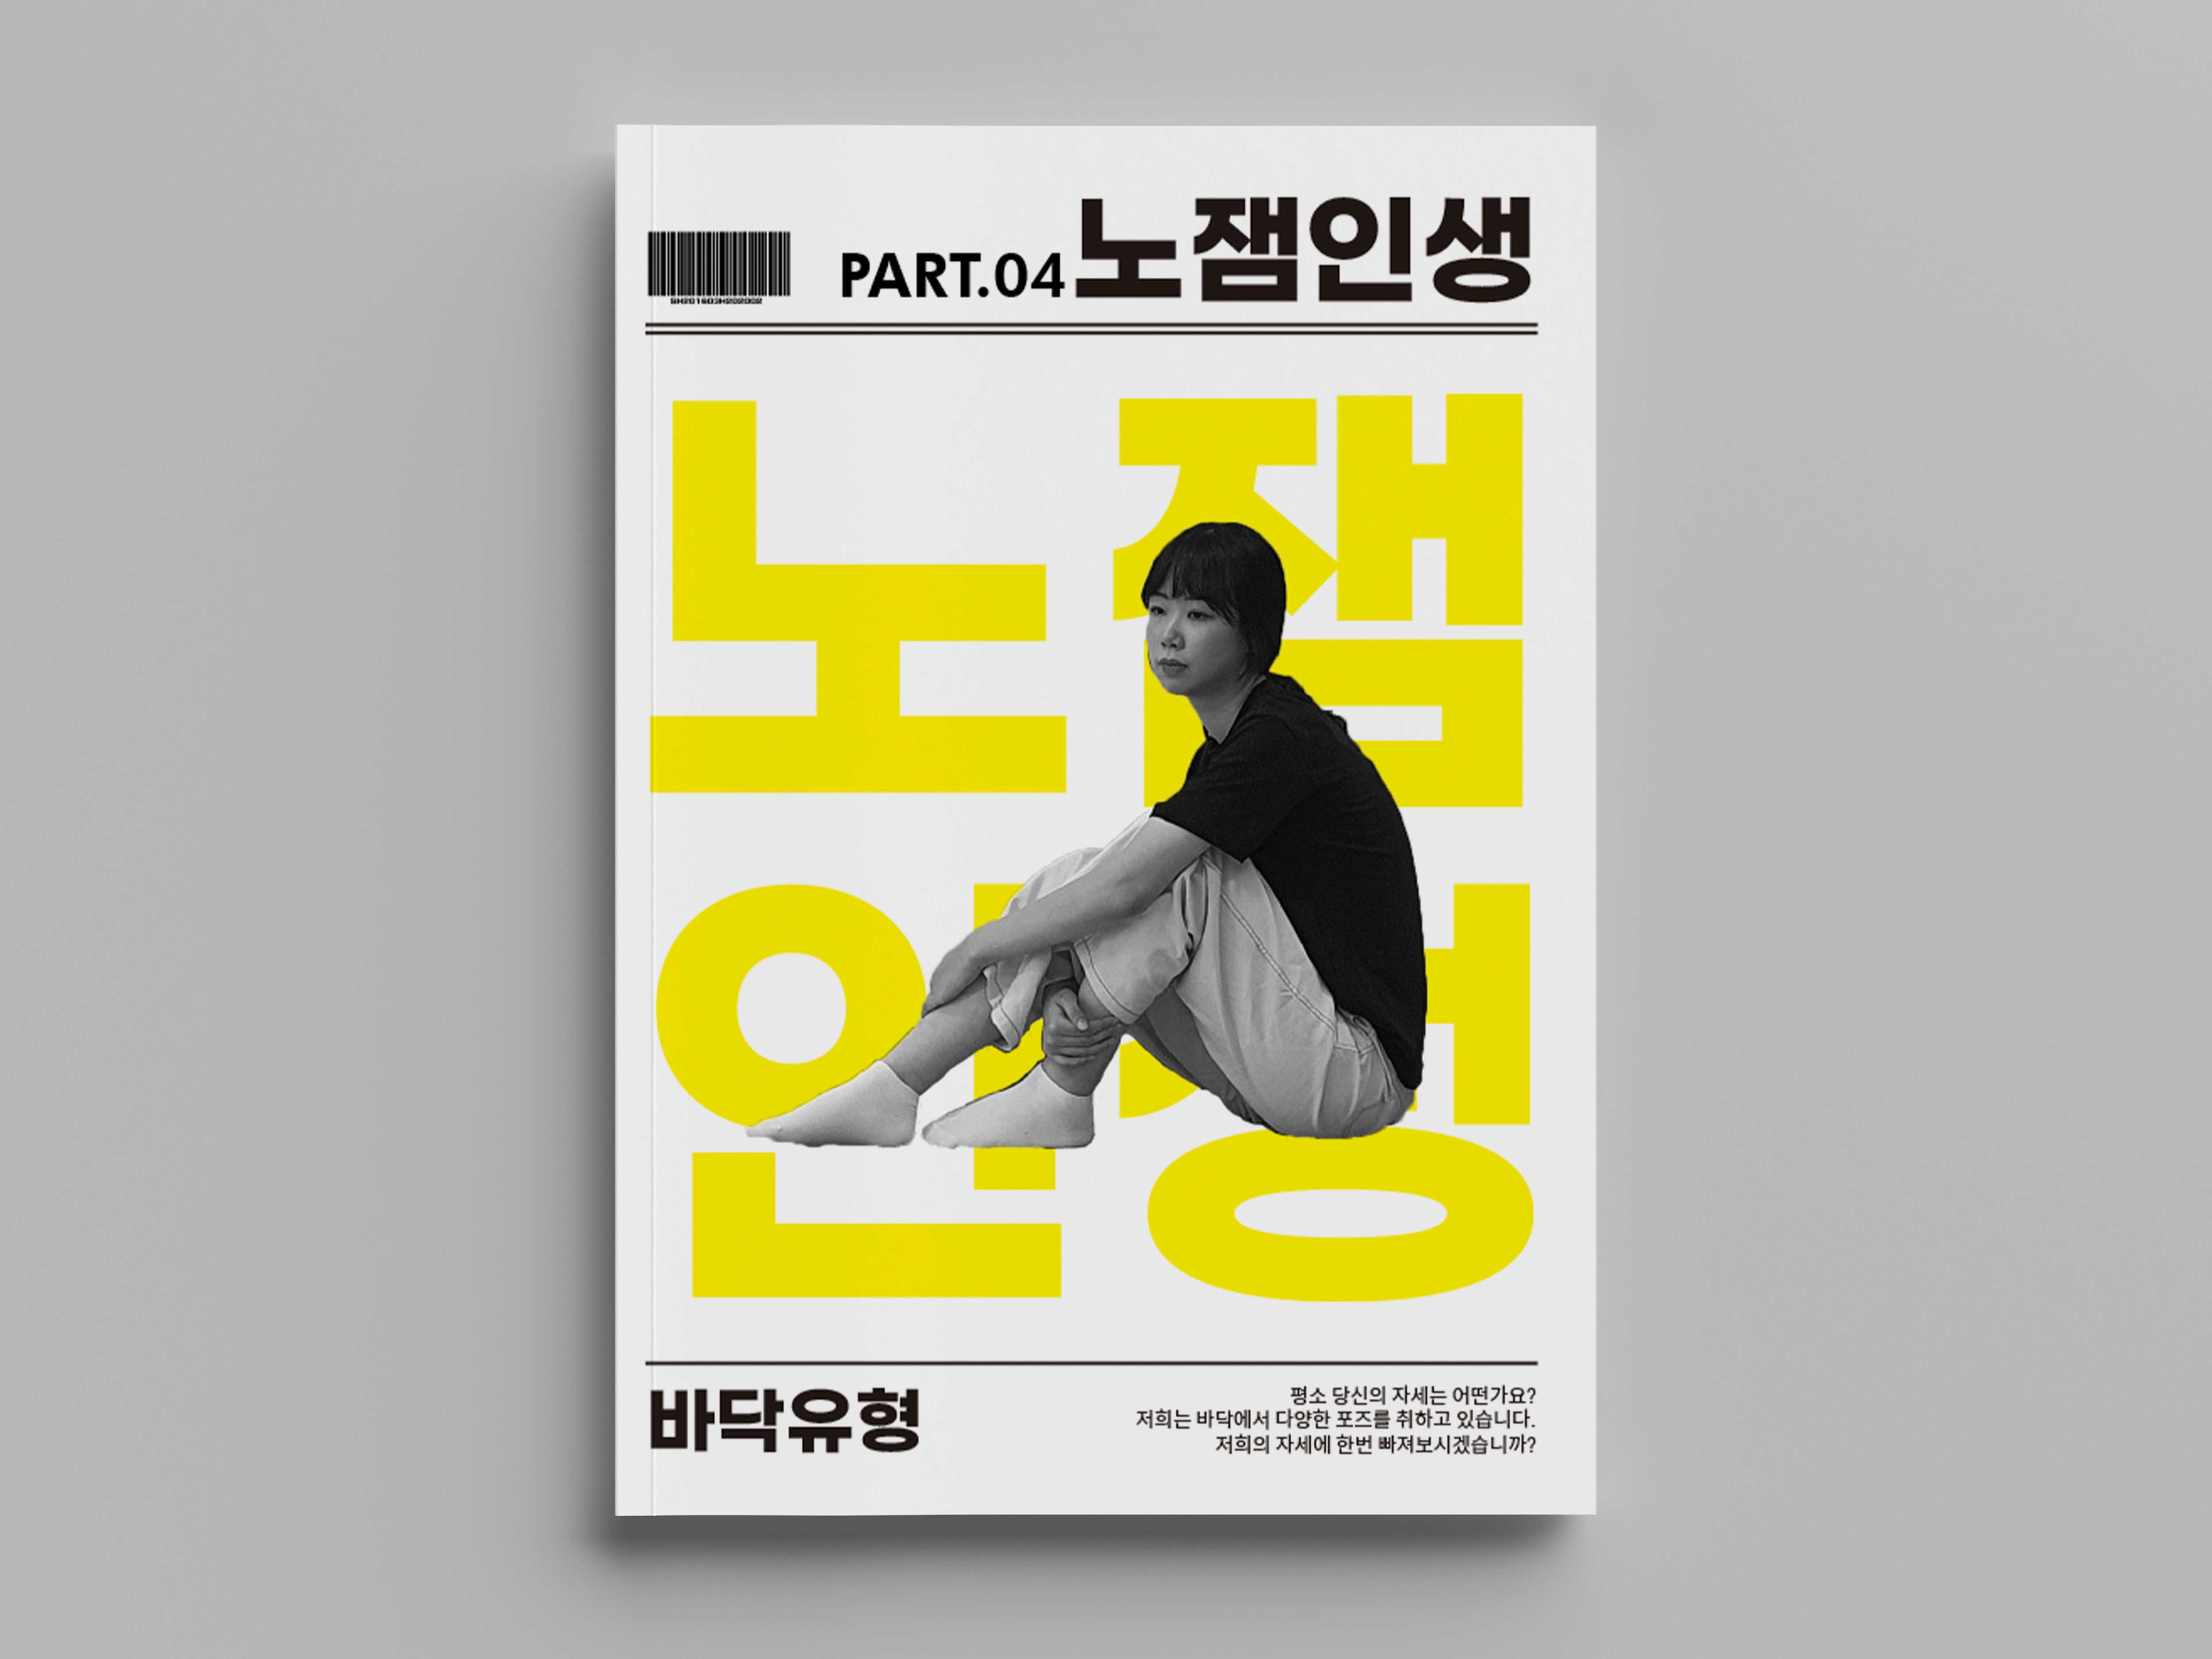 PART.04 노잼인생
SH201603H202002
노잼
인생
바닥유형
평소 당신의 자세는 어떤가요?
저희는 바닥에서 다양한 포즈를 취하고 있습니다.
저희의 자세에 한번 빠져보시겠습니까?